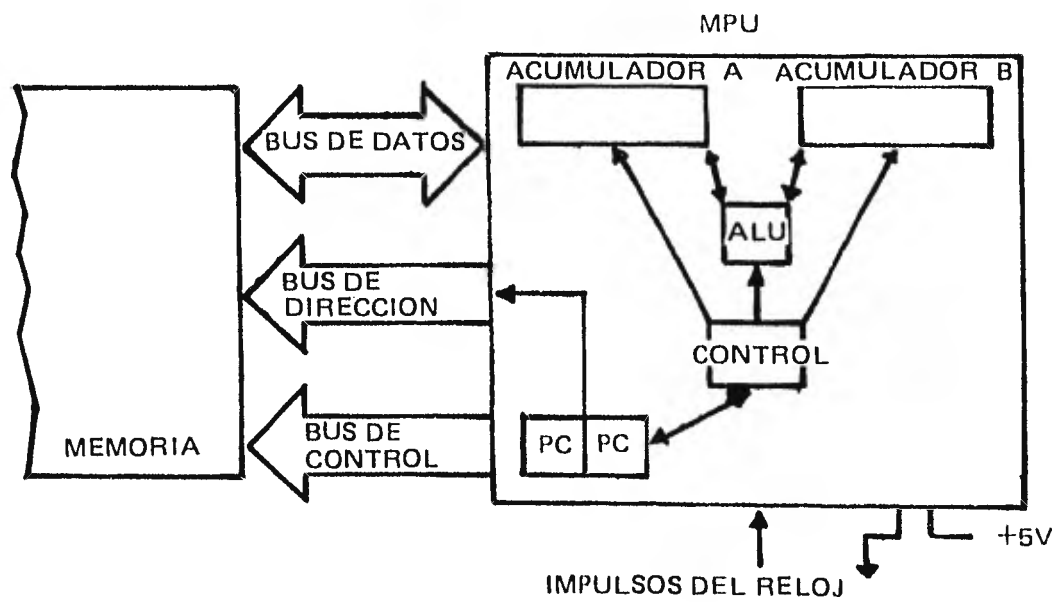 MPU
ACUMULADOR A ACUMULADOR B
BUS DE DATOS
ALU
BUS DE
DIRECCION
CONTROL
BUS DE
CONTROL
PC PC
MEMORIA
+5V
IMPULSOS DEL RELOJ